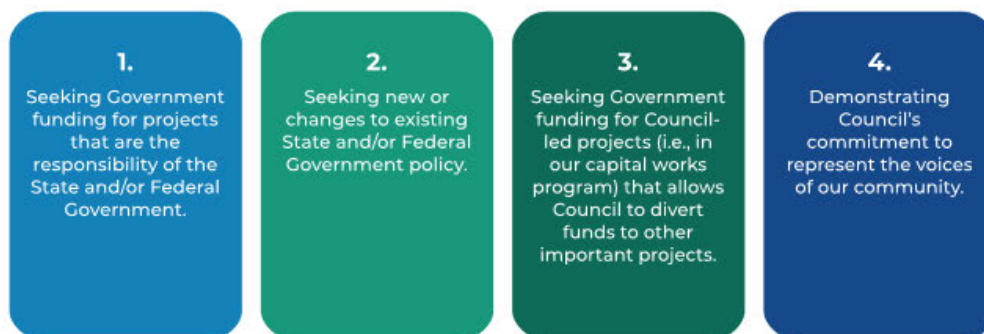 1.
Seeking Government
funding for projects
that are the
responsibility of the
State and/or Federal
Government.
2.
Seeking new or
changes to existing
State and/or Federal
Government policy.
3.
Seeking Government
funding for Council-
led projects (i.e., in
our capital works
program) that allows
Council to divert
funds to other
important projects.
4.
Demonstrating
Council's
commitment to
represent the voices
of our community.